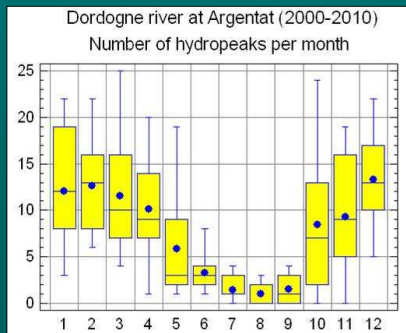 Dordogne river at Argentat (2000-2010)
Number of hydropeaks per month
25
20
15
10
5
0
1 2 3 4 5 6 7 8 9 10 11 12